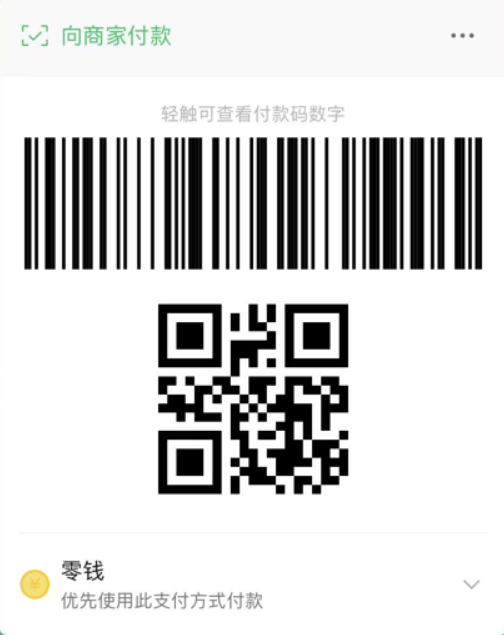 向商家付款
轻触可查看付款码数字
零钱
优先使用此支付方式付款